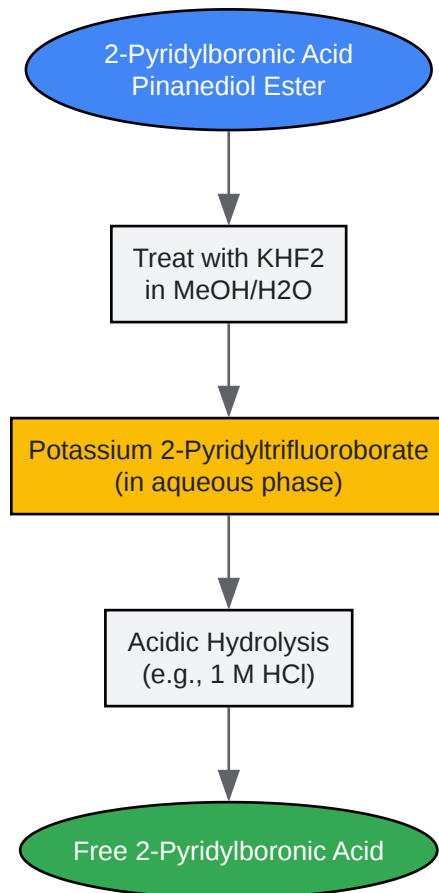 2-Pyridylboronic Acid
Pinanediol Ester
Treat with KHF2
in MeOH/H2O
Potassium 2-Pyridyltrifluoroborate
(in aqueous phase)
Acidic Hydrolysis
(e.g., 1 M HCl)
Free 2-Pyridylboronic Acid